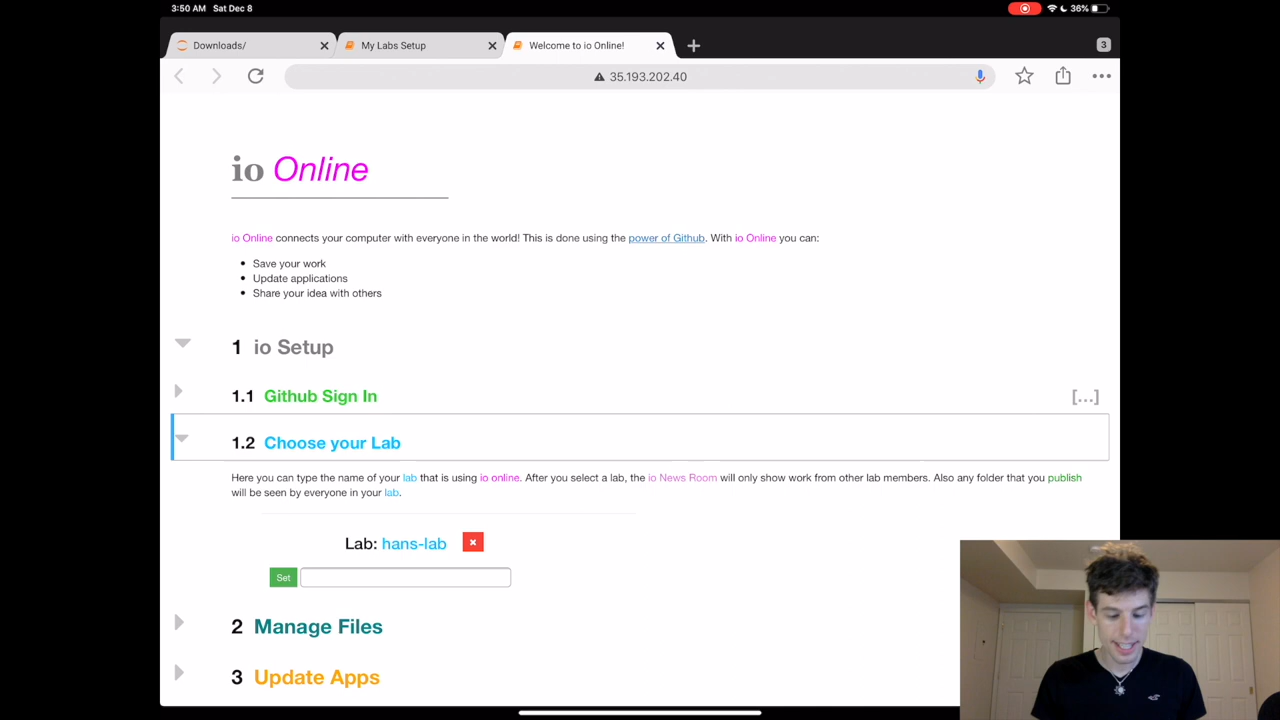 3:50 AM Sat Dec 8
36%
Downloads/
My Labs Setup
Welcome to io Online!
3
35.193.202.40
io Online
io Online connects your computer with everyone in the world! This is done using the power of Github. With io Online you can:
Save your work
Update applications
Share your idea with others
1 io Setup
1.1 Github Sign In
[...]
1.2 Choose your Lab
Here you can type the name of your lab that is using io online. After you select a lab, the io News Room will only show work from other lab members. Also any folder that you publish
will be seen by everyone in your lab.
Lab: hans-lab
Set
2 Manage Files
3 Update Apps